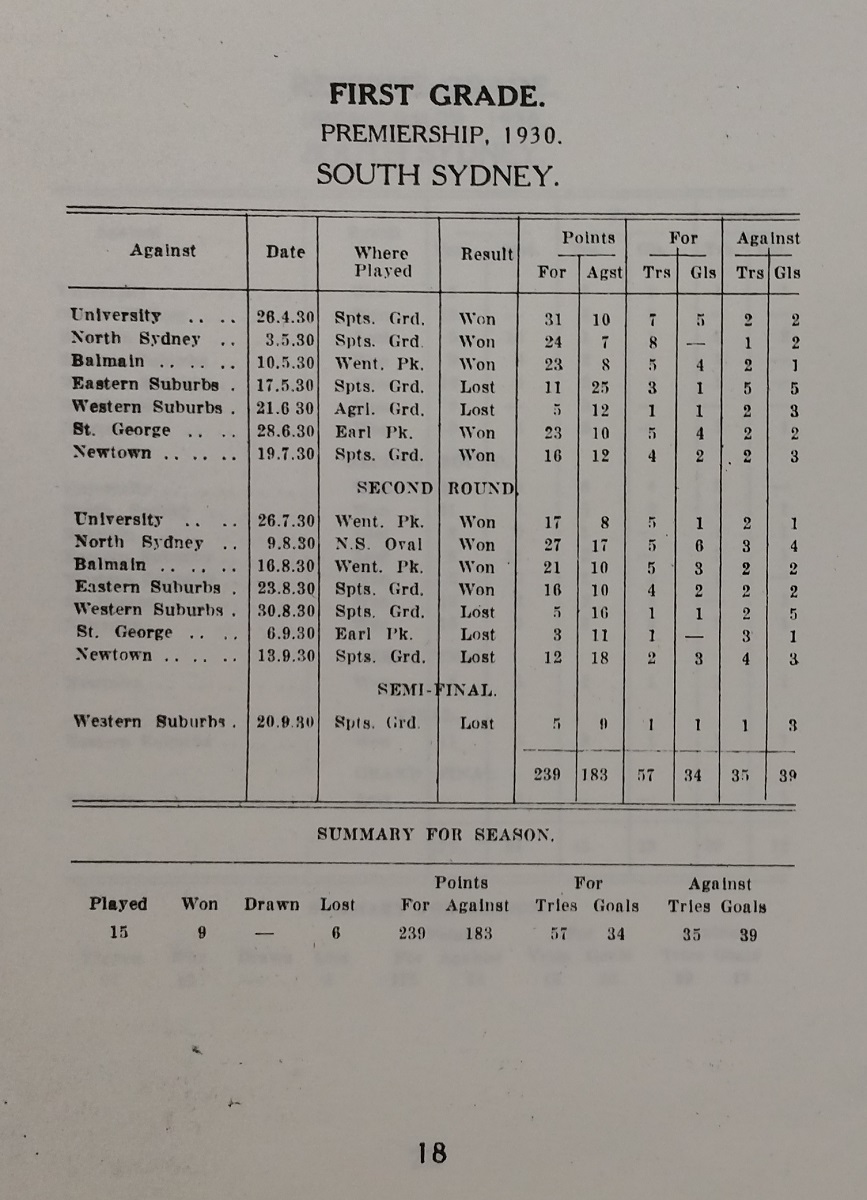 FIRST GRADE.
PREMIERSHIP, 1930.
SOUTH SYDNEY.
Against Date Where Played Result Points For Against
For Agst Trs Gls Trs Gls
University .. .. 26.4.30 Spts. Grd. Won 31 10 7 5 2 2
North Sydney .. 3.5.30 Spts. Grd. Won 24 7 8 — 1 2
Balmain .. .. .. 10.5.30 Went. Pk. Won 23 8 5 4 2 1
Eastern Suburbs . 17.5.30 Spts. Grd. Lost 11 25 3 1 5 5
Western Suburbs . 21.6 30 Agrl. Grd. Lost 5 12 1 1 2 3
St. George .. .. 28.6.30 Earl Pk. Won 23 10 5 4 2 2
Newtown .. .. .. 19.7.30 Spts. Grd. Won 16 12 4 2 2 3
SECOND ROUND
University .. .. 26.7.30 Went. Pk. Won 17 8 5 1 2 1
North Sydney .. 9.8.30 N.S. Oval Won 27 17 5 6 3 4
Balmain .. .. .. 16.8.30 Went. Pk. Won 21 10 5 3 2 2
Eastern Suburbs . 23.8.30 Spts. Grd. Won 16 10 4 2 2 2
Western Suburbs . 30.8.30 Spts. Grd. Lost 5 16 1 1 2 5
St. George .. .. 6.9.30 Earl Pk. Lost 3 11 1 — 3 1
Newtown .. .. .. 13.9.30 Spts. Grd. Lost 12 18 2 3 4 3
SEMI-FINAL.
Western Suburbs . 20.9.30 Spts. Grd. Lost 5 9 1 1 1 3
239 183 57 34 35 39
SUMMARY FOR SEASON.
Points For Against
Played Won Drawn Lost For Against Tries Goals Tries Goals
15 9 — 6 239 183 57 34 35 39
18